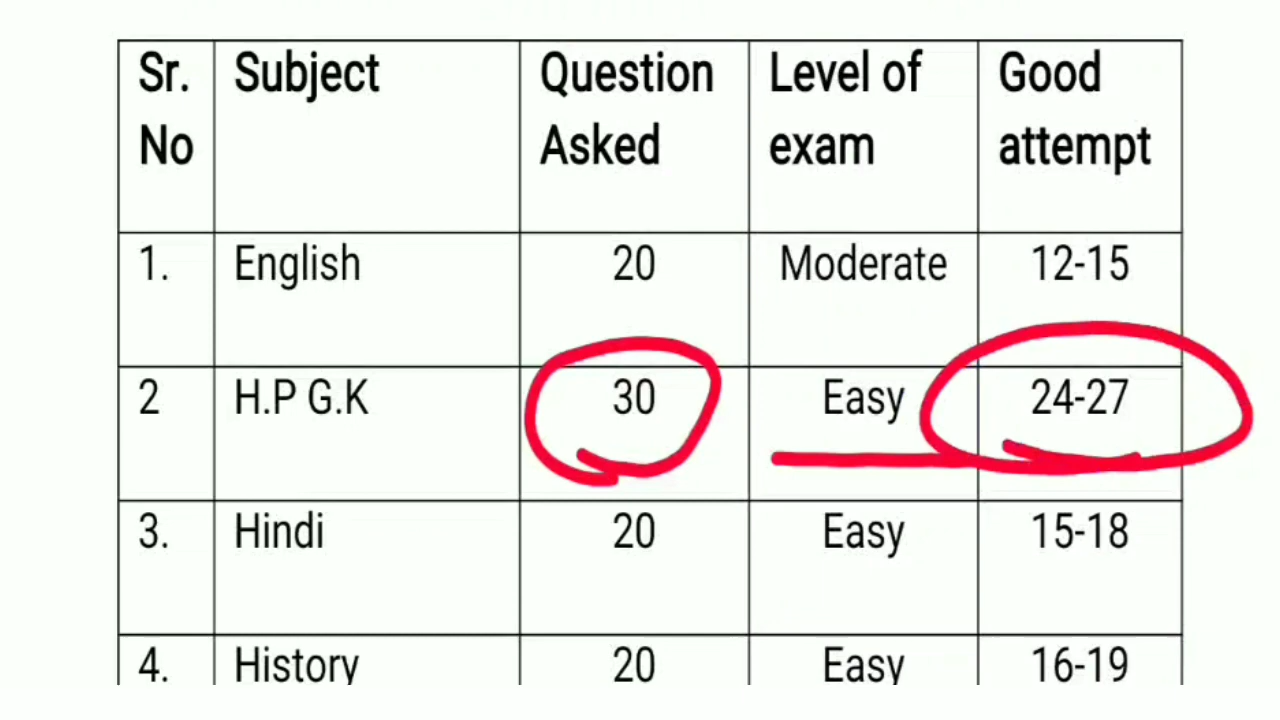 Sr. No Subject Question Asked Level of exam Good attempt
1. English 20 Moderate 12-15
2 H.P G.K 30 Easy 24-27
3. Hindi 20 Easy 15-18
4. History 20 Easy 16-19